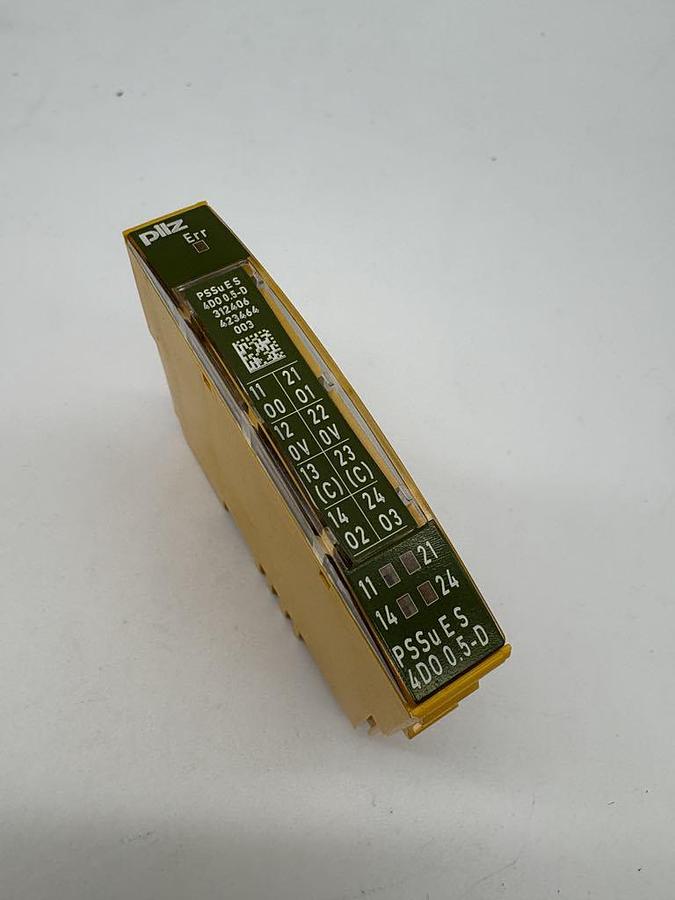 pilz
Err
PSSu E S
4DO 0.5-D
312406
423464
003
11 21
O0 O1
12 22
0V 0V
13 23
(C) (C)
14 24
O2 O3
11 21
14 24
PSSu E S
4DO 0.5-D